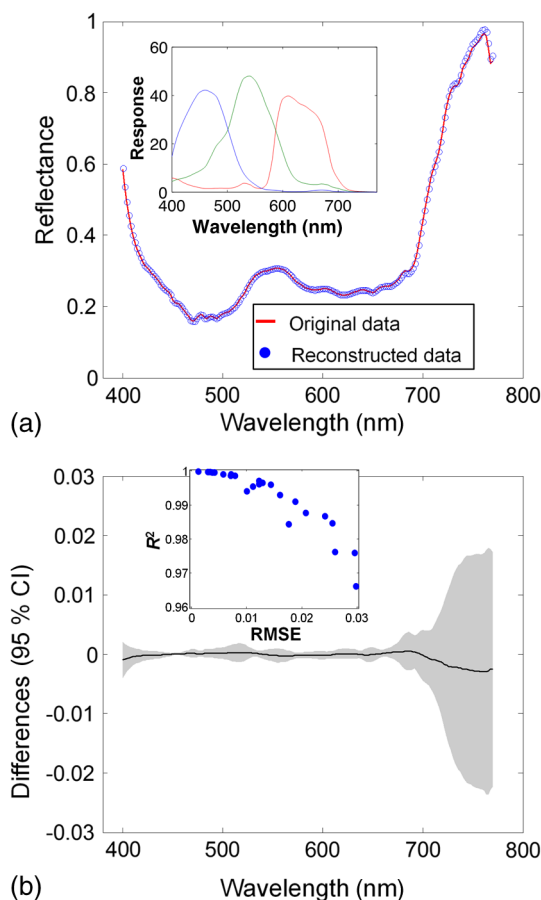 1
0.8
0.6
0.4
0.2
0
Reflectance
400 500 600 700 800
Wavelength (nm)
60
40
20
0
Response
400 500 600 700
Wavelength (nm)
Original data
Reconstructed data
(a)
0.03
0.02
0.01
0
-0.01
-0.02
-0.03
Differences (95 % CI)
400 500 600 700 800
Wavelength (nm)
1
0.99
0.98
0.97
0.96
R²
0 0.01 0.02 0.03
RMSE
(b)